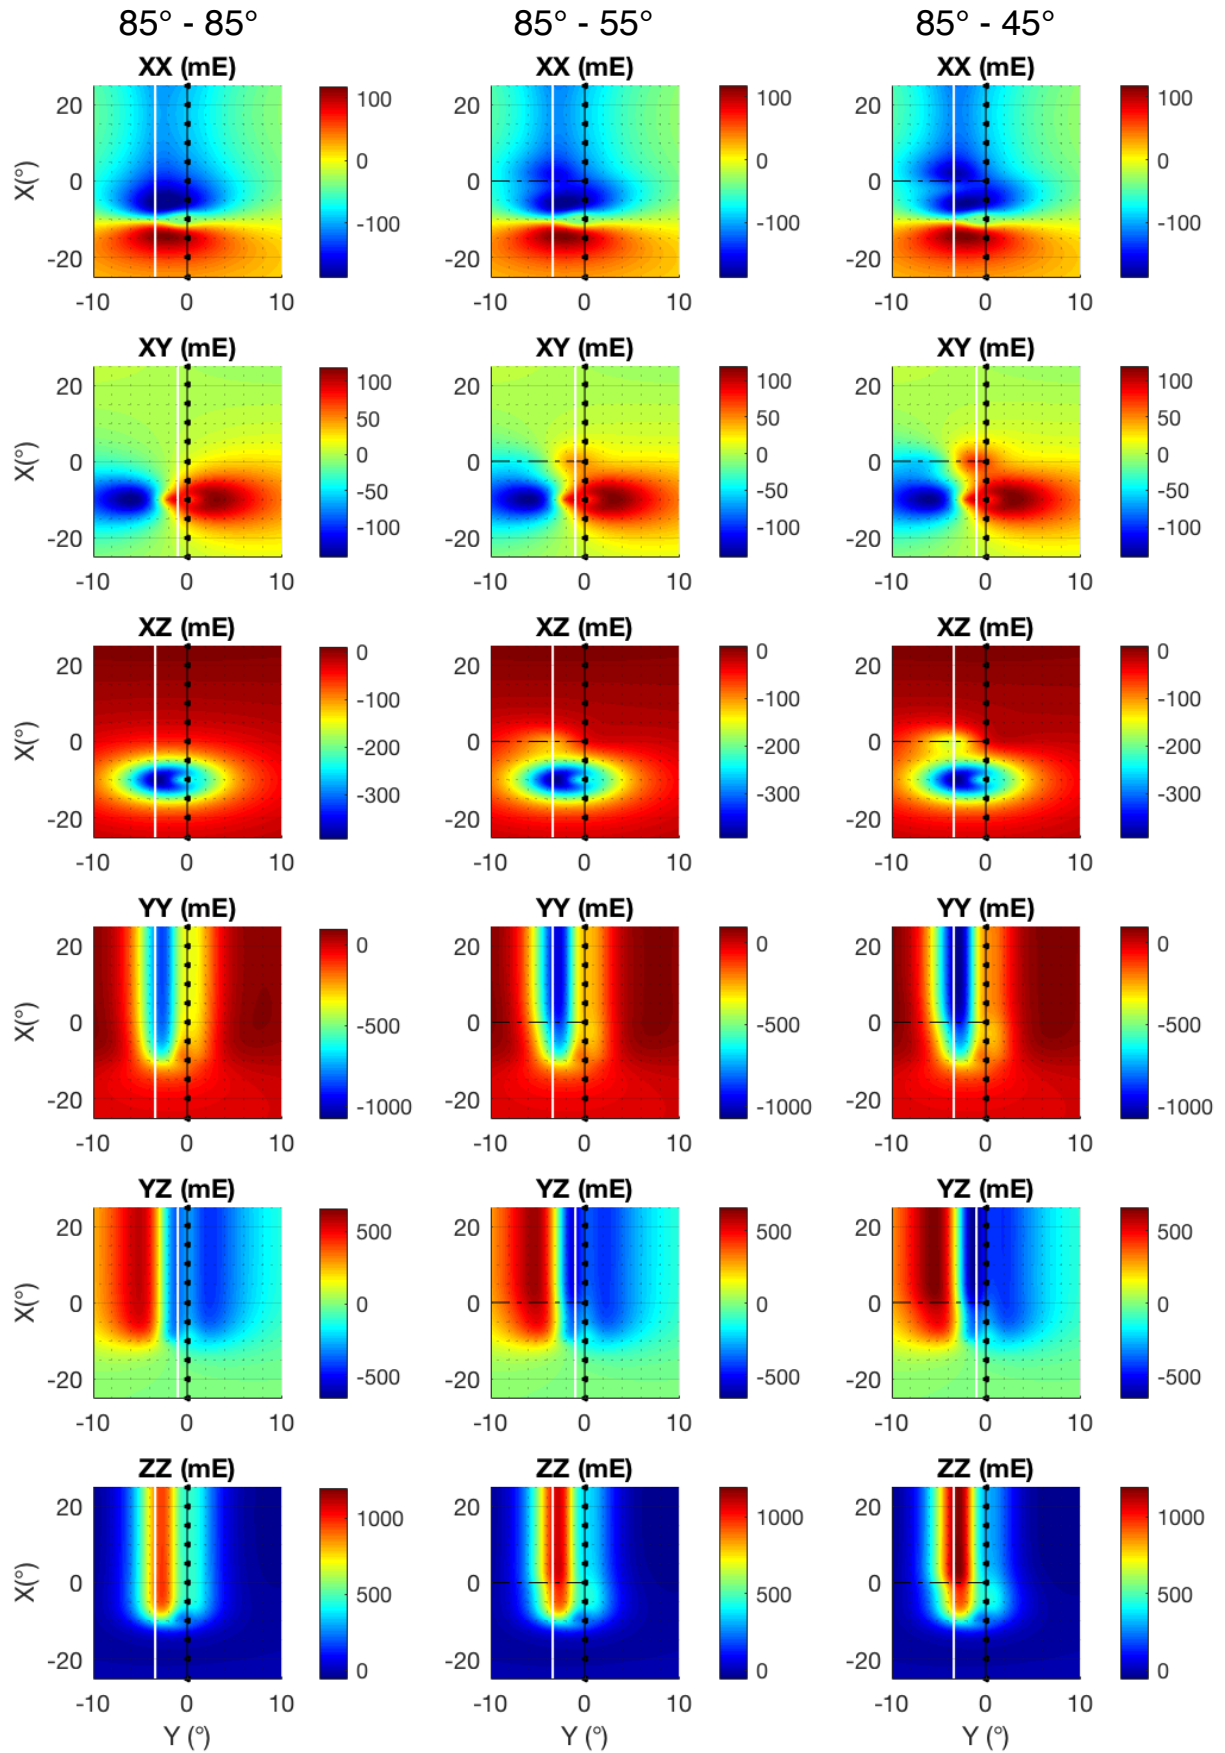 85° - 85° 85° - 55° 85° - 45°
XX (mE) XX (mE) XX (mE)
20 100 20 100 20 100
X(°) 0 0 0 0 0 0
-100 -100 -100
-20 -20 -20
-10 0 10 -10 0 10 -10 0 10
XY (mE) XY (mE) XY (mE)
20 100 20 100 20 100
50 50 50
X(°) 0 0 0 0 0 0
-50 -50 -50
-20 -100 -20 -100 -20 -100
-10 0 10 -10 0 10 -10 0 10
XZ (mE) XZ (mE) XZ (mE)
20 0 20 0 20 0
-100 -100 -100
X(°) 0 -200 0 -200 0 -200
-300 -300 -300
-20 -20 -20
-10 0 10 -10 0 10 -10 0 10
YY (mE) YY (mE) YY (mE)
20 0 20 0 20 0
X(°) 0 -500 0 -500 0 -500
-20 -1000 -20 -1000 -20 -1000
-10 0 10 -10 0 10 -10 0 10
YZ (mE) YZ (mE) YZ (mE)
20 500 20 500 20 500
X(°) 0 0 0 0 0 0
-20 -500 -20 -500 -20 -500
-10 0 10 -10 0 10 -10 0 10
ZZ (mE) ZZ (mE) ZZ (mE)
20 1000 20 1000 20 1000
X(°) 0 500 0 500 0 500
-20 0 -20 0 -20 0
-10 0 10 -10 0 10 -10 0 10
Y (°) Y (°) Y (°)